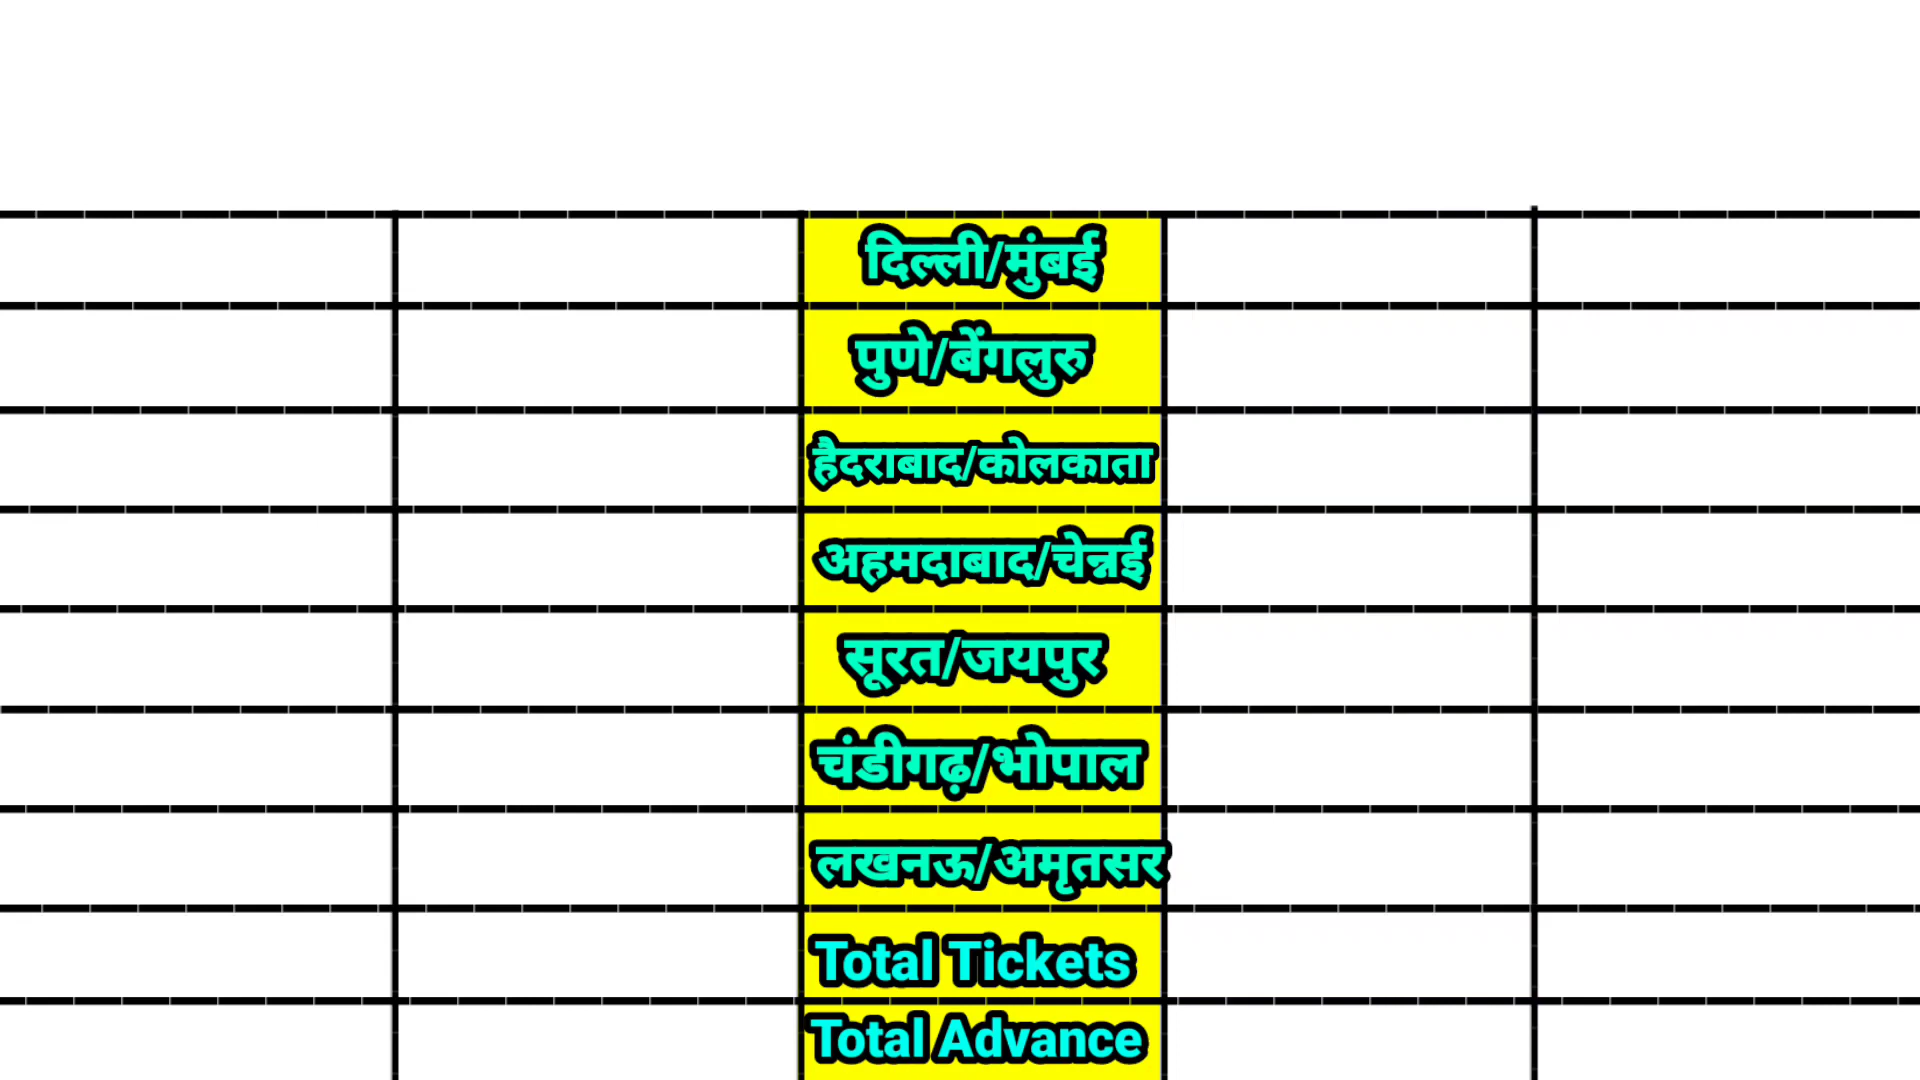 दिल्ली/मुंबई
पुणे/बेंगलुरु
हैदराबाद/कोलकाता
अहमदाबाद/चेन्नई
सूरत/जयपुर
चंडीगढ़/भोपाल
लखनऊ/अमृतसर
Total Tickets
Total Advance